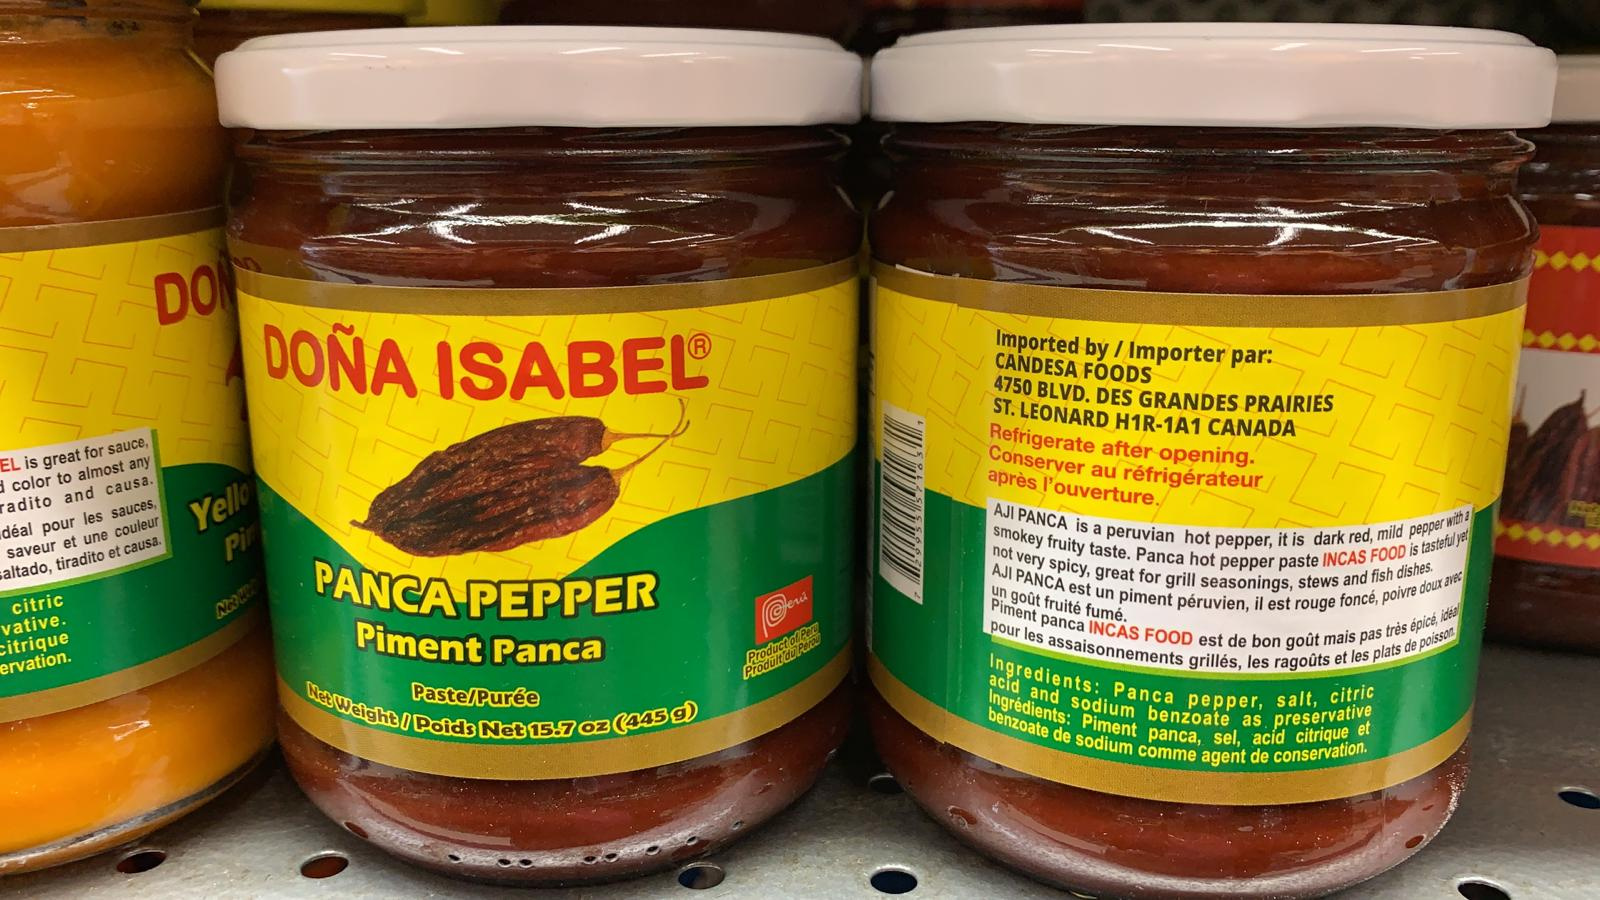 DOÑ
EL is great for sauce,
d color to almost any
radito and causa.
déal pour les sauces,
saveur et une couleur
saltado, tiradito et causa.
citric
vative.
citrique
ervation.
Yello
Pim
Net W
DOÑA ISABEL®
PANCA PEPPER
Piment Panca
Perú
Product of Peru
Produit du Pérou
Paste/Purée
Net Weight / Poids Net 15.7 oz (445 g)
Imported by / Importer par:
CANDESA FOODS
4750 BLVD. DES GRANDES PRAIRIES
ST. LEONARD H1R-1A1 CANADA
Refrigerate after opening.
Conserver au réfrigérateur
après l'ouverture.
AJI PANCA is a peruvian hot pepper, it is dark red, mild pepper with a
smokey fruity taste. Panca hot pepper paste INCAS FOOD is tasteful yet
not very spicy, great for grill seasonings, stews and fish dishes.
AJI PANCA est un piment péruvien, il est rouge foncé, poivre doux avec
un goût fruité fumé.
Piment panca INCAS FOOD est de bon goût mais pas très épicé, idéal
pour les assaisonnements grillés, les ragoûts et les plats de poisson.
Ingredients: Panca pepper, salt, citric
acid and sodium benzoate as preservative
Ingrédients: Piment panca, sel, acid citrique et
benzoate de sodium comme agent de conservation.